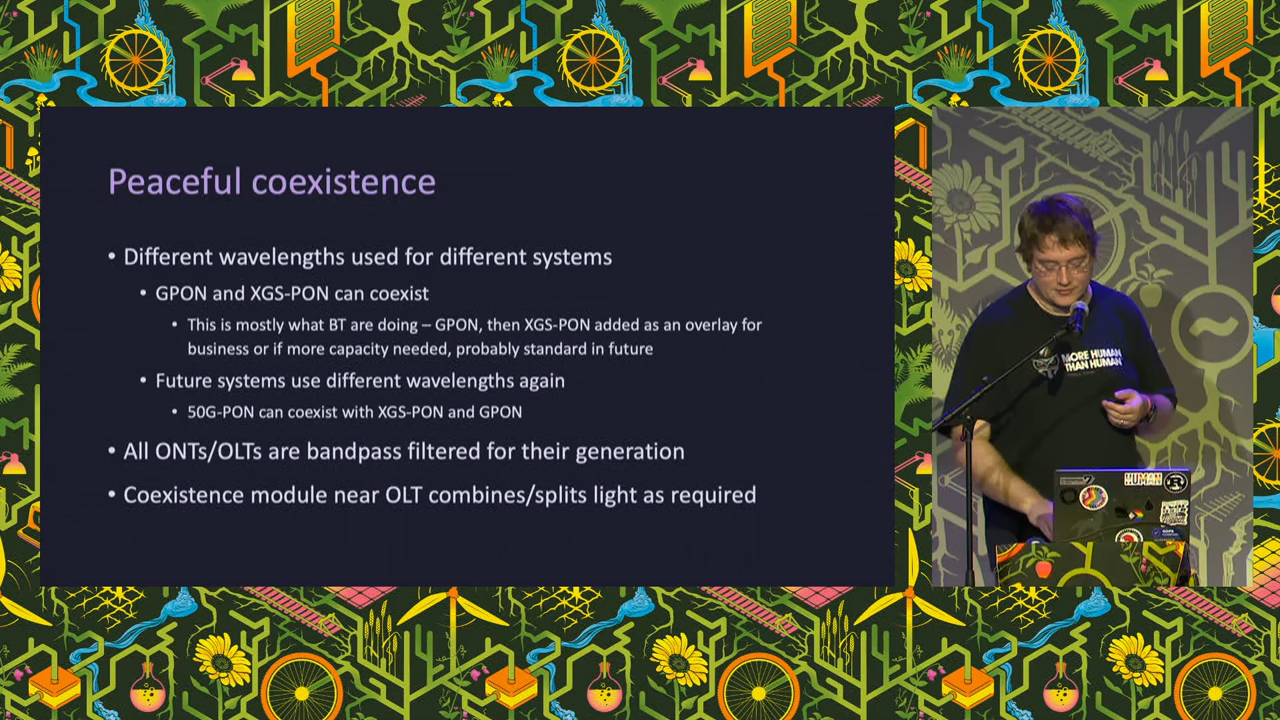 Peaceful coexistence
• Different wavelengths used for different systems
• GPON and XGS-PON can coexist
• This is mostly what BT are doing – GPON, then XGS-PON added as an overlay for
business or if more capacity needed, probably standard in future
• Future systems use different wavelengths again
• 50G-PON can coexist with XGS-PON and GPON
• All ONTs/OLTs are bandpass filtered for their generation
• Coexistence module near OLT combines/splits light as required
MORE HUMAN
THAN HUMAN
HUMAN